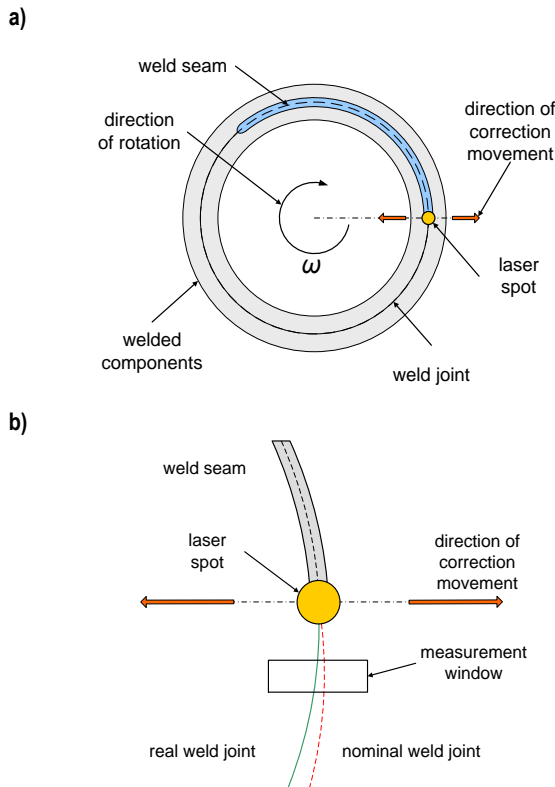 a)
weld seam
direction
of rotation
direction of
correction
movement
ω
laser
spot
welded
components
weld joint
b)
weld seam
laser
spot
direction of
correction
movement
measurement
window
real weld joint
nominal weld joint